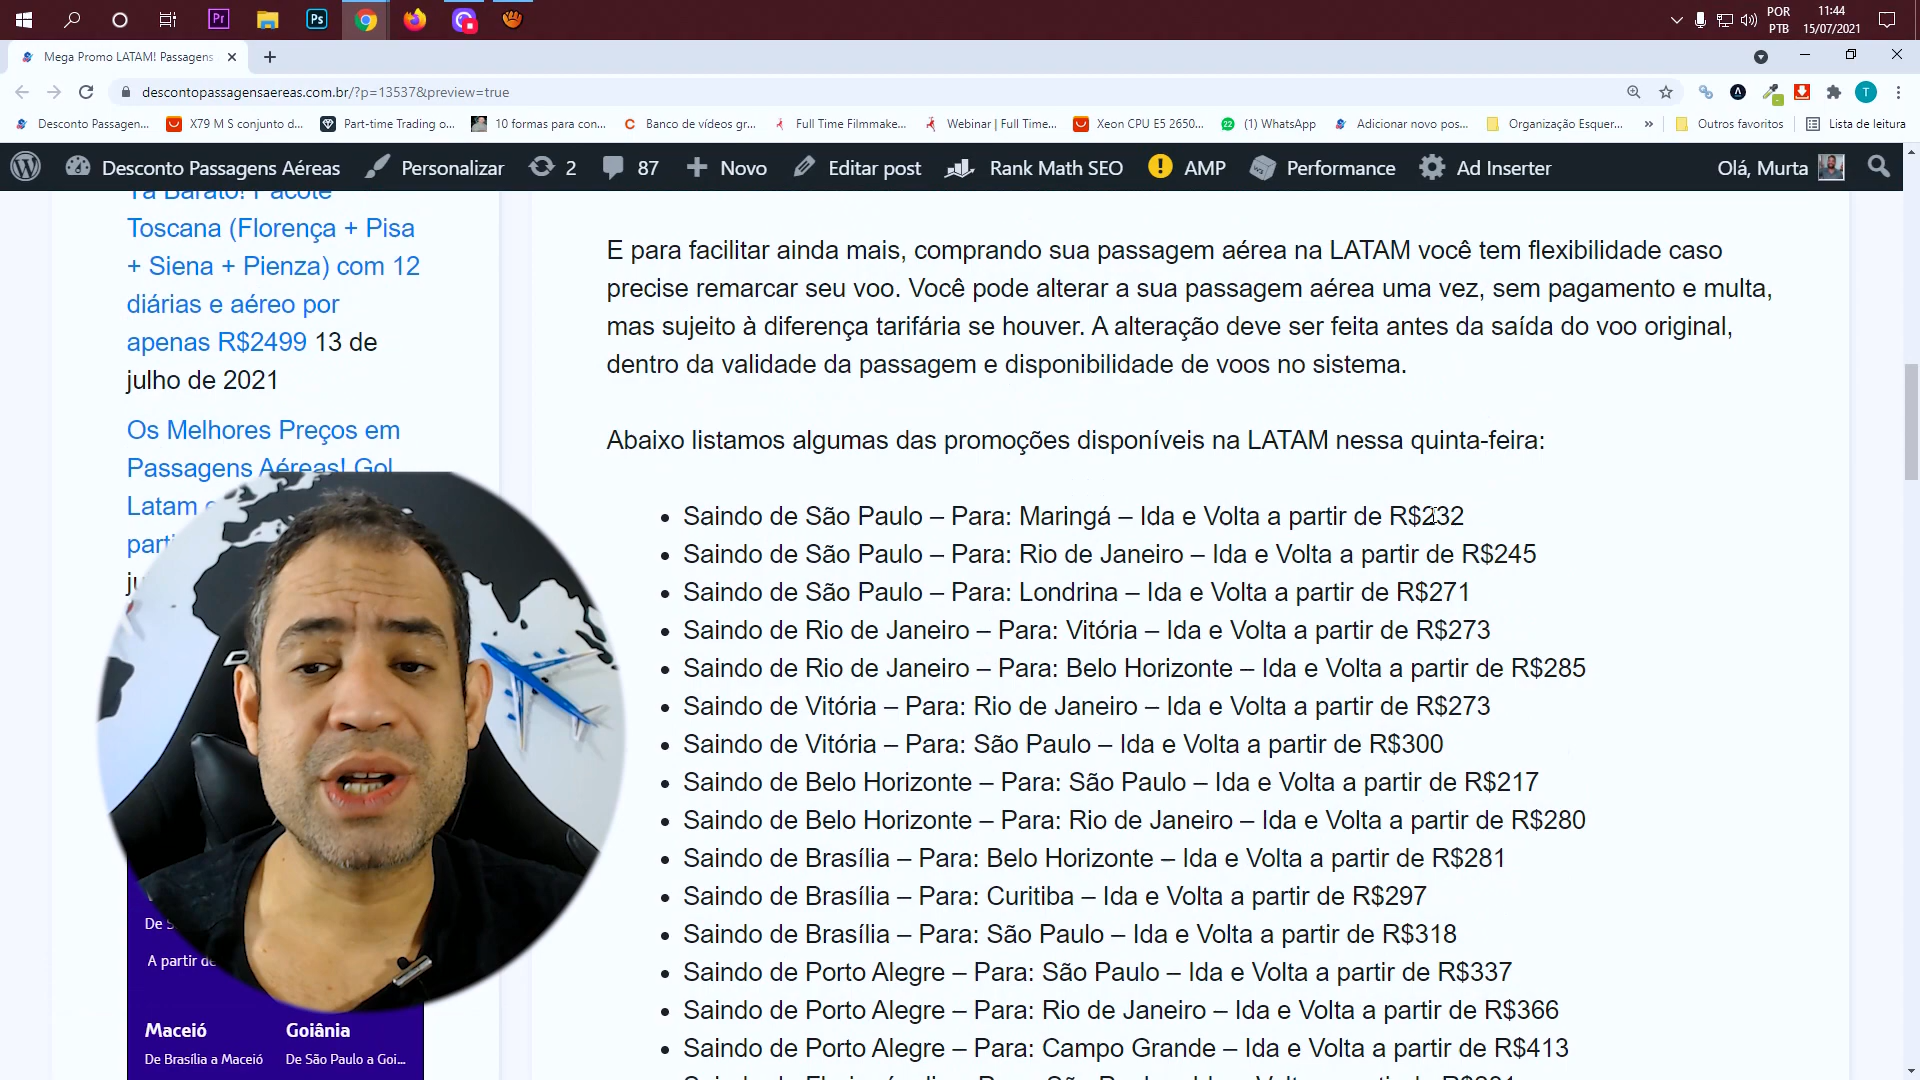 Pr
Ps
POR
PTB
11:44
15/07/2021
Mega Promo LATAM! Passagens
descontopassagensaereas.com.br/?p=13537&preview=true
T
Desconto Passagen...
X79 M S conjunto d...
Part-time Trading o...
10 formas para con...
Banco de vídeos gr...
Full Time Filmmake...
Webinar | Full Time...
Xeon CPU E5 2650...
(1) WhatsApp
Adicionar novo pos...
Organização Esquer...
»
Outros favoritos
Lista de leitura
Desconto Passagens Aéreas
Personalizar
2
87
Novo
Editar post
Rank Math SEO
AMP
Performance
Ad Inserter
Olá, Murta
Tá Barato! Pacote
Toscana (Florença + Pisa
+ Siena + Pienza) com 12
diárias e aéreo por
apenas R$2499 13 de
julho de 2021
Os Melhores Preços em
Passagens Aéreas! Gol
Latam
De
A partir de
Maceió
De Brasília a Maceió
Goiânia
De São Paulo a Goi...
E para facilitar ainda mais, comprando sua passagem aérea na LATAM você tem flexibilidade caso
precise remarcar seu voo. Você pode alterar a sua passagem aérea uma vez, sem pagamento e multa,
mas sujeito à diferença tarifária se houver. A alteração deve ser feita antes da saída do voo original,
dentro da validade da passagem e disponibilidade de voos no sistema.
Abaixo listamos algumas das promoções disponíveis na LATAM nessa quinta-feira:
• Saindo de São Paulo – Para: Maringá – Ida e Volta a partir de R$232
• Saindo de São Paulo – Para: Rio de Janeiro – Ida e Volta a partir de R$245
• Saindo de São Paulo – Para: Londrina – Ida e Volta a partir de R$271
• Saindo de Rio de Janeiro – Para: Vitória – Ida e Volta a partir de R$273
• Saindo de Rio de Janeiro – Para: Belo Horizonte – Ida e Volta a partir de R$285
• Saindo de Vitória – Para: Rio de Janeiro – Ida e Volta a partir de R$273
• Saindo de Vitória – Para: São Paulo – Ida e Volta a partir de R$300
• Saindo de Belo Horizonte – Para: São Paulo – Ida e Volta a partir de R$217
• Saindo de Belo Horizonte – Para: Rio de Janeiro – Ida e Volta a partir de R$280
• Saindo de Brasília – Para: Belo Horizonte – Ida e Volta a partir de R$281
• Saindo de Brasília – Para: Curitiba – Ida e Volta a partir de R$297
• Saindo de Brasília – Para: São Paulo – Ida e Volta a partir de R$318
• Saindo de Porto Alegre – Para: São Paulo – Ida e Volta a partir de R$337
• Saindo de Porto Alegre – Para: Rio de Janeiro – Ida e Volta a partir de R$366
• Saindo de Porto Alegre – Para: Campo Grande – Ida e Volta a partir de R$413